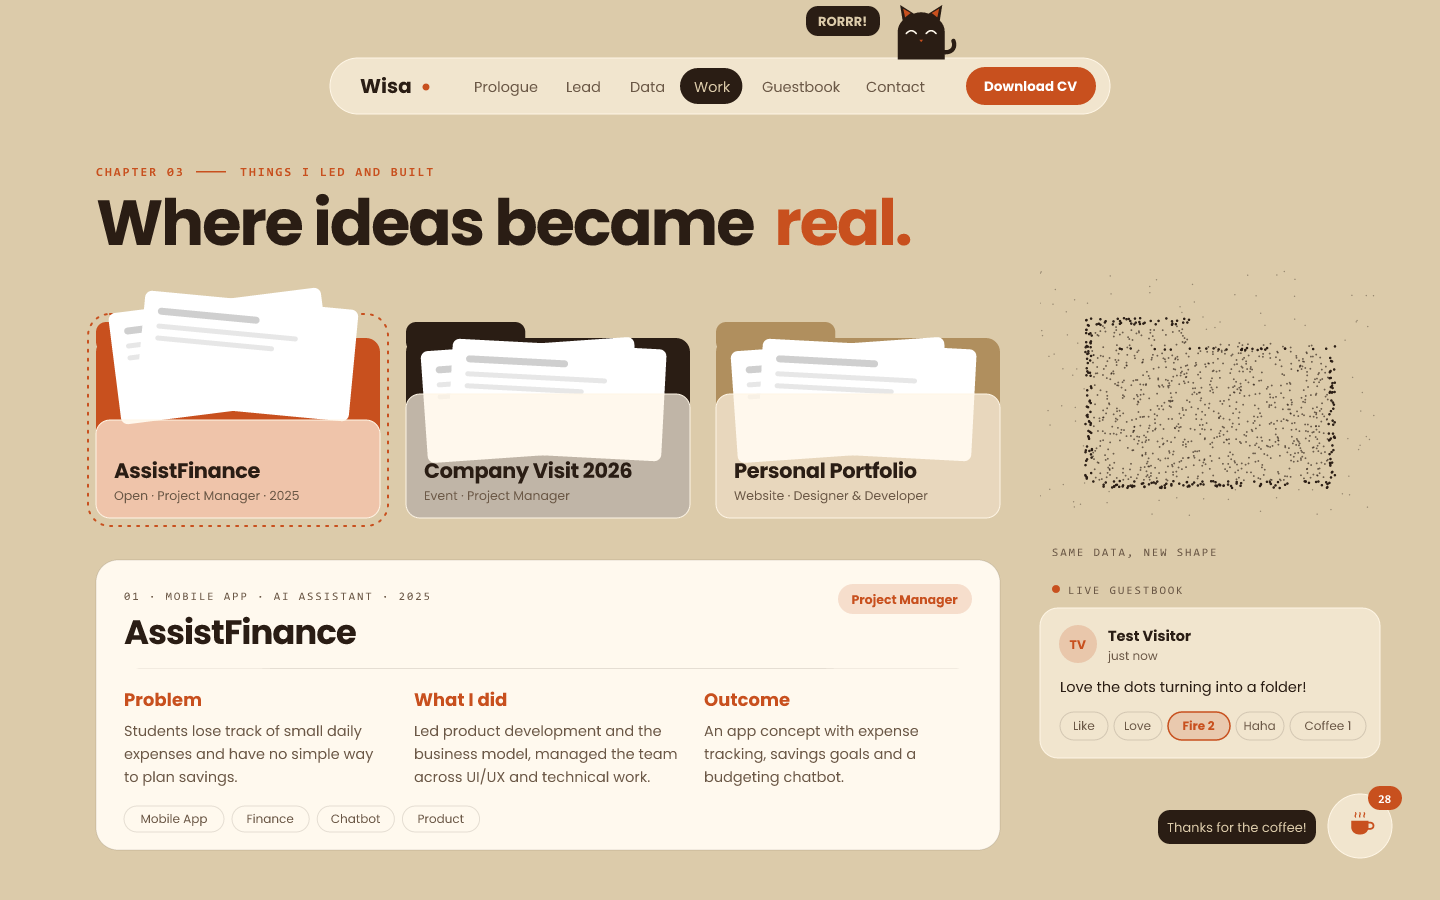 RORRR!
Wisa
Prologue
Lead
Data
Work
Guestbook
Contact
Download CV
CHAPTER 03
THINGS I LED AND BUILT
Where ideas became real.
AssistFinance
Open · Project Manager · 2025
Company Visit 2026
Event · Project Manager
Personal Portfolio
Website · Designer & Developer
01 · MOBILE APP · AI ASSISTANT · 2025
Project Manager
AssistFinance
Problem
Students lose track of small daily
expenses and have no simple way
to plan savings.
What I did
Led product development and the
business model, managed the team
across UI/UX and technical work.
Outcome
An app concept with expense
tracking, savings goals and a
budgeting chatbot.
Mobile App
Finance
Chatbot
Product
SAME DATA, NEW SHAPE
LIVE GUESTBOOK
TV
Test Visitor
just now
Love the dots turning into a folder!
Like
Love
Fire 2
Haha
Coffee 1
Thanks for the coffee!
28